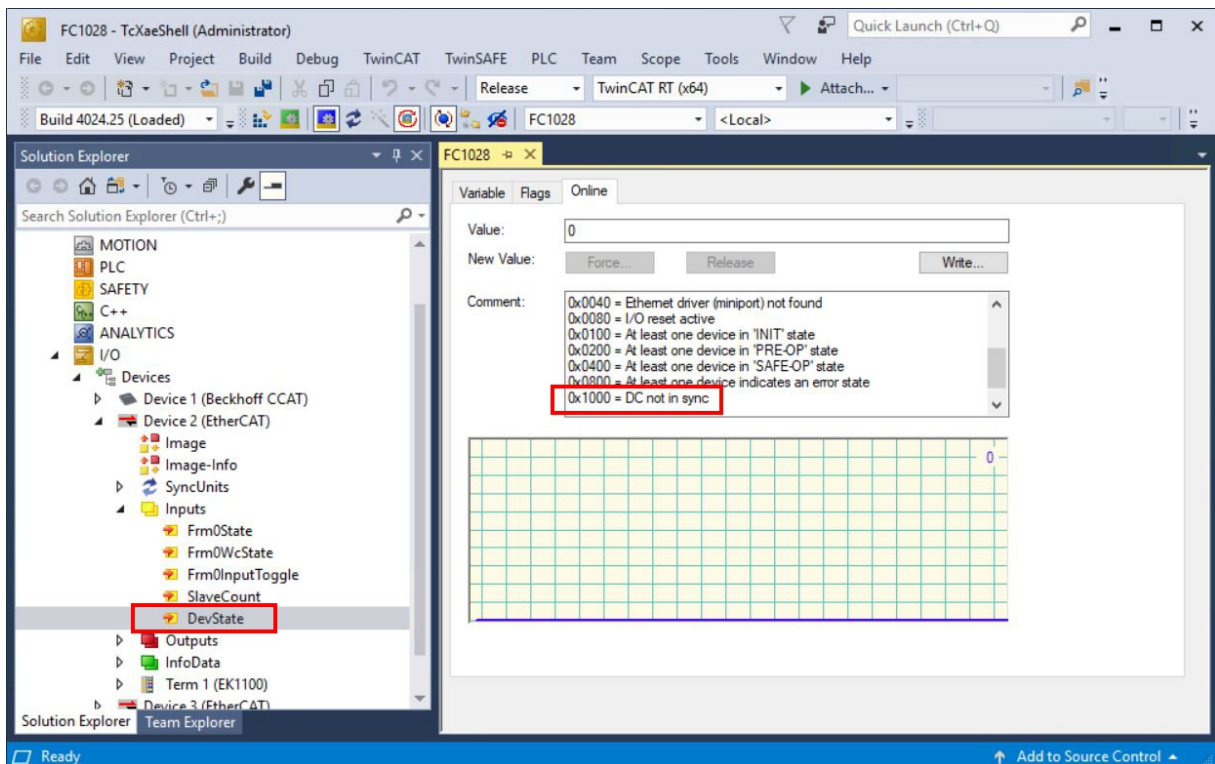 FC1028 - TcXaeShell (Administrator)
Quick Launch (Ctrl+Q)
File Edit View Project Build Debug TwinCAT TwinSAFE PLC Team Scope Tools Window Help
Release TwinCAT RT (x64) Attach...
Build 4024.25 (Loaded) FC1028 <Local>
Solution Explorer
Search Solution Explorer (Ctrl+;)
MOTION
PLC
SAFETY
C++
ANALYTICS
I/O
Devices
Device 1 (Beckhoff CCAT)
Device 2 (EtherCAT)
Image
Image-Info
SyncUnits
Inputs
Frm0State
Frm0WcState
Frm0InputToggle
SlaveCount
DevState
Outputs
InfoData
Term 1 (EK1100)
Device 3 (EtherCAT)
Solution Explorer Team Explorer
FC1028
Variable Flags Online
Value: 0
New Value: Force... Release Write...
Comment:
0x0040 = Ethernet driver (miniport) not found
0x0080 = I/O reset active
0x0100 = At least one device in 'INIT' state
0x0200 = At least one device in 'PRE-OP' state
0x0400 = At least one device in 'SAFE-OP' state
0x0800 = At least one device indicates an error state
0x1000 = DC not in sync
0
Ready Add to Source Control